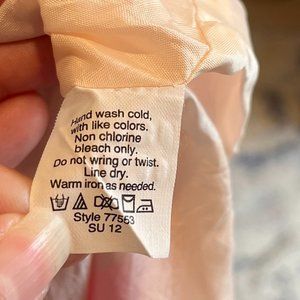 Hand wash cold,
with like colors.
Non chlorine
bleach only.
Do not wring or twist.
Line dry.
Warm iron as needed.
Style 77563
SU 12